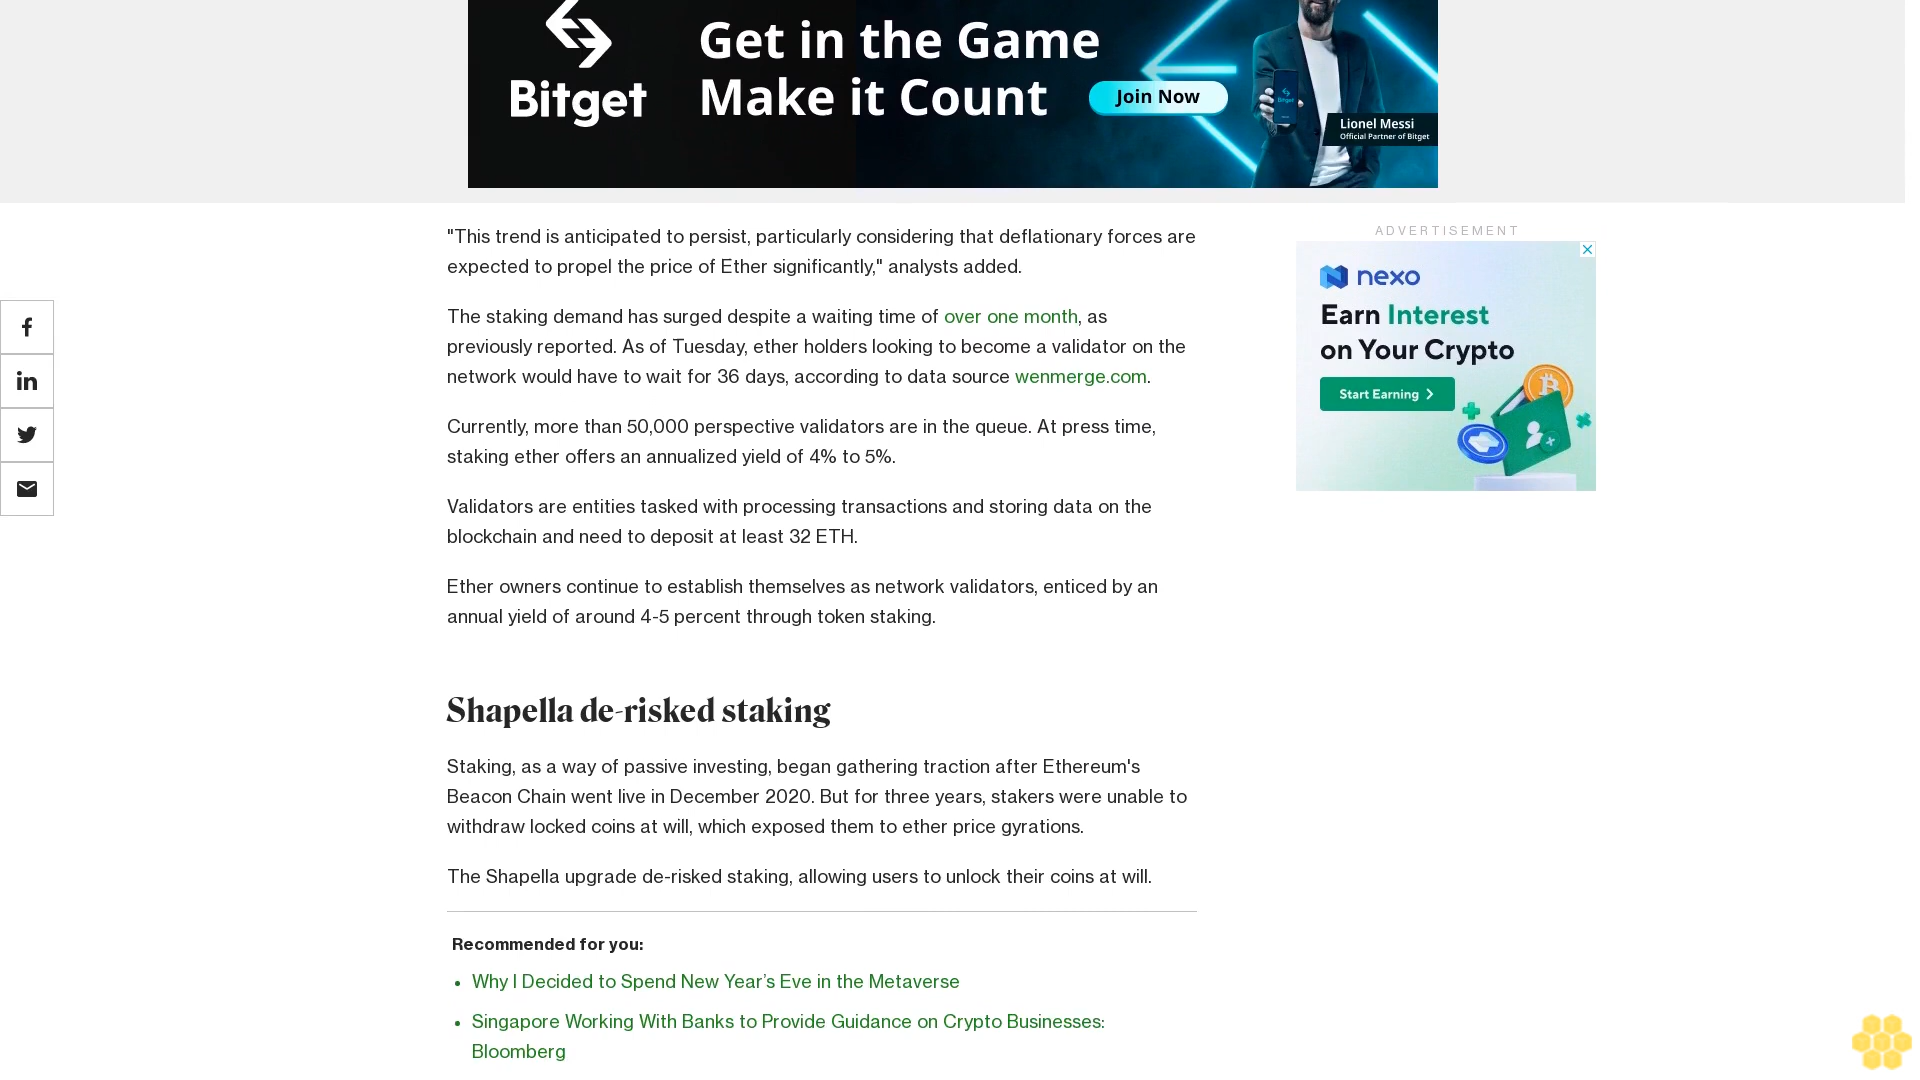 Bitget
Get in the Game
Make it Count
Join Now
Bitget
Lionel Messi
Official Partner of Bitget
"This trend is anticipated to persist, particularly considering that deflationary forces are
expected to propel the price of Ether significantly," analysts added.
The staking demand has surged despite a waiting time of over one month, as
previously reported. As of Tuesday, ether holders looking to become a validator on the
network would have to wait for 36 days, according to data source wenmerge.com.
Currently, more than 50,000 perspective validators are in the queue. At press time,
staking ether offers an annualized yield of 4% to 5%.
Validators are entities tasked with processing transactions and storing data on the
blockchain and need to deposit at least 32 ETH.
Ether owners continue to establish themselves as network validators, enticed by an
annual yield of around 4-5 percent through token staking.
Shapella de-risked staking
Staking, as a way of passive investing, began gathering traction after Ethereum's
Beacon Chain went live in December 2020. But for three years, stakers were unable to
withdraw locked coins at will, which exposed them to ether price gyrations.
The Shapella upgrade de-risked staking, allowing users to unlock their coins at will.
Recommended for you:
• Why I Decided to Spend New Year’s Eve in the Metaverse
• Singapore Working With Banks to Provide Guidance on Crypto Businesses:
Bloomberg
ADVERTISEMENT
nexo
Earn Interest
on Your Crypto
Start Earning